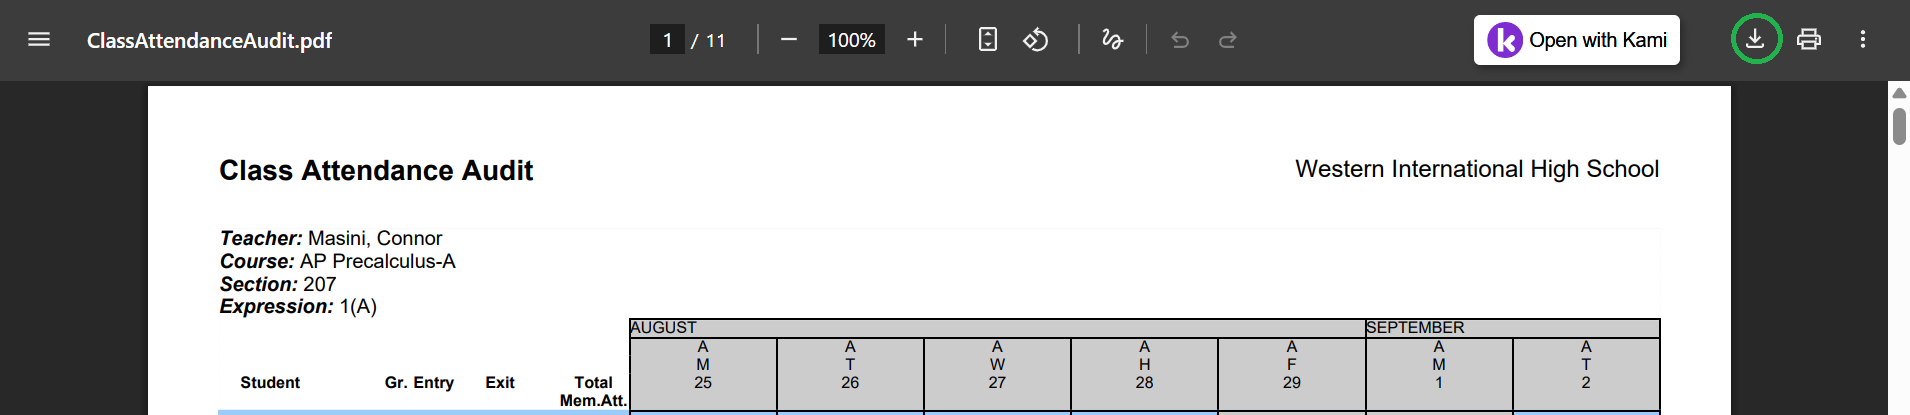 ClassAttendanceAudit.pdf 1 / 11 100% Open with Kami
Class Attendance Audit Western International High School
Teacher: Masini, Connor
Course: AP Precalculus-A
Section: 207
Expression: 1(A)
AUGUST SEPTEMBER
A A A A A A A
M T W H F M T
Student Gr. Entry Exit Total 25 26 27 28 29 1 2
Mem.Att.